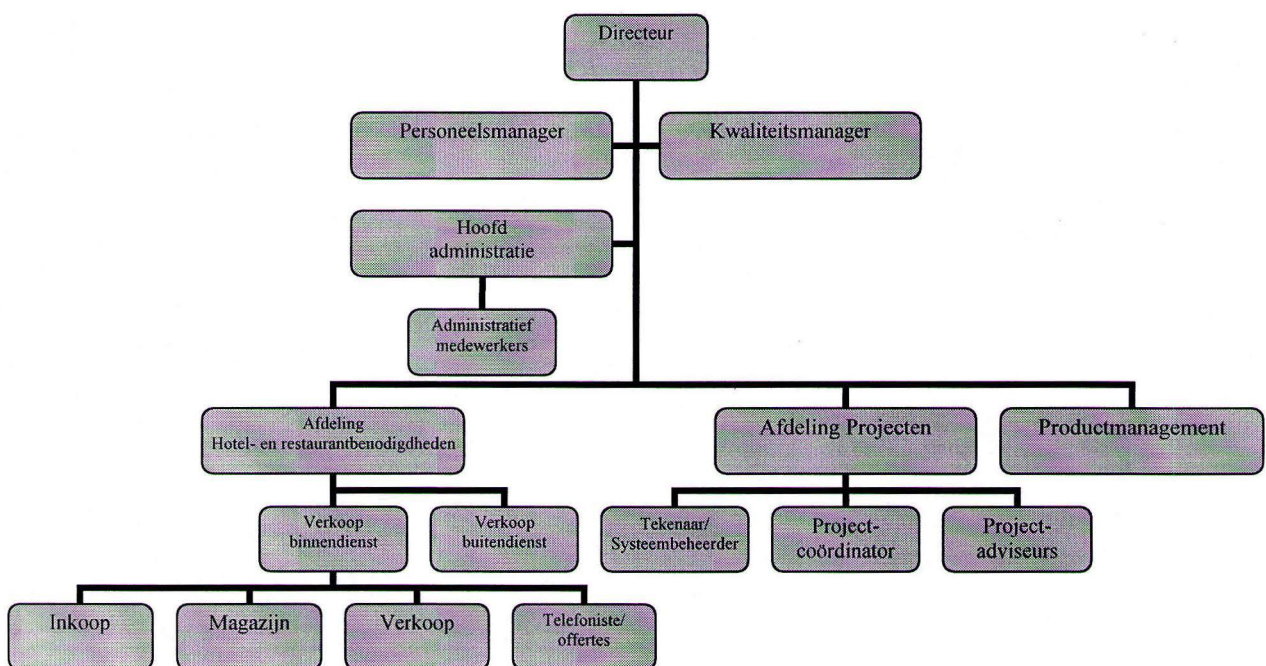 Directeur
Personeelsmanager
Kwaliteitsmanager
Hoofd
administratie
Administratief
medewerkers
Afdeling
Hotel- en restaurantbenodigdheden
Afdeling Projecten
Productmanagement
Verkoop
binnendienst
Verkoop
buitendienst
Tekenaar/
Systeembeheerder
Project-
coördinator
Project-
adviseurs
Inkoop
Magazijn
Verkoop
Telefoniste/
offertes